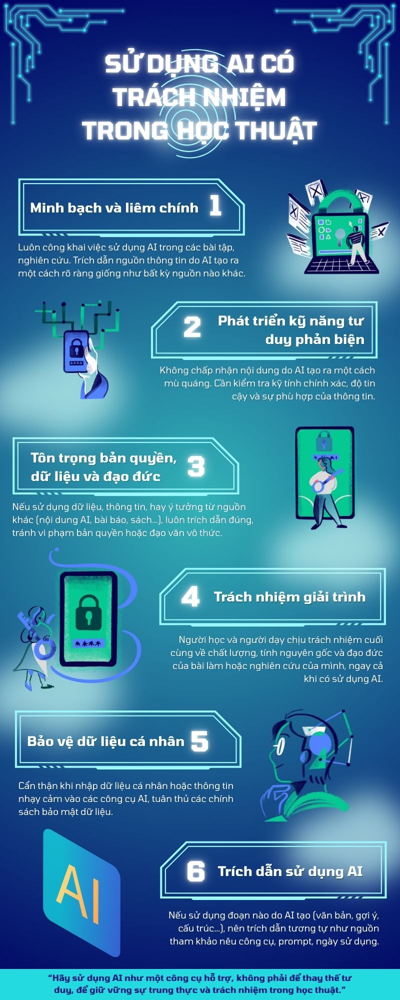 SỬ DỤNG AI CÓ
TRÁCH NHIỆM
TRONG HỌC THUẬT
Minh bạch và liêm chính 1
Luôn công khai việc sử dụng AI trong các bài tập,
nghiên cứu. Trích dẫn nguồn thông tin do AI tạo ra
một cách rõ ràng giống như bất kỳ nguồn nào khác.
2 Phát triển kỹ năng tư
duy phản biện
Không chấp nhận nội dung do AI tạo ra một cách
mù quáng. Cần kiểm tra kỹ tính chính xác, độ tin
cậy và sự phù hợp của thông tin.
Tôn trọng bản quyền, 3
dữ liệu và đạo đức
Nếu sử dụng dữ liệu, thông tin, hay ý tưởng từ nguồn
khác (nội dung AI, bài báo, sách...), luôn trích dẫn đúng,
tránh vi phạm bản quyền hoặc đạo văn vô thức.
4 Trách nhiệm giải trình
****
Người học và người dạy chịu trách nhiệm cuối
cùng về chất lượng, tính nguyên gốc và đạo đức
của bài làm hoặc nghiên cứu của mình, ngay cả
khi có sử dụng AI.
Bảo vệ dữ liệu cá nhân 5
Cẩn thận khi nhập dữ liệu cá nhân hoặc thông tin
nhạy cảm vào các công cụ AI, tuân thủ các chính
sách bảo mật dữ liệu.
AI
6 Trích dẫn sử dụng AI
Nếu sử dụng đoạn nào do AI tạo (văn bản, gợi ý,
cấu trúc...), nên trích dẫn tương tự như nguồn
tham khảo nêu công cụ, prompt, ngày sử dụng.
“Hãy sử dụng AI như một công cụ hỗ trợ, không phải để thay thế tư
duy, để giữ vững sự trung thực và trách nhiệm trong học thuật.”